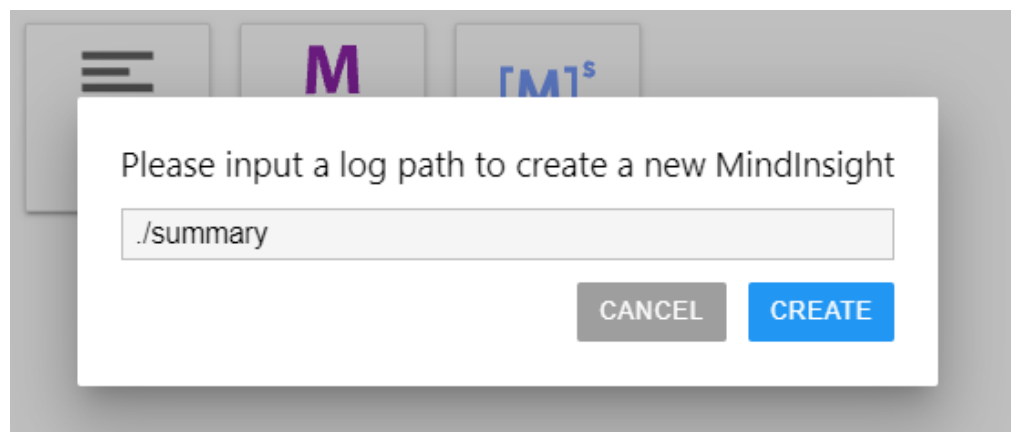 M
[M]s
Please input a log path to create a new MindInsight
./summary
CANCEL CREATE